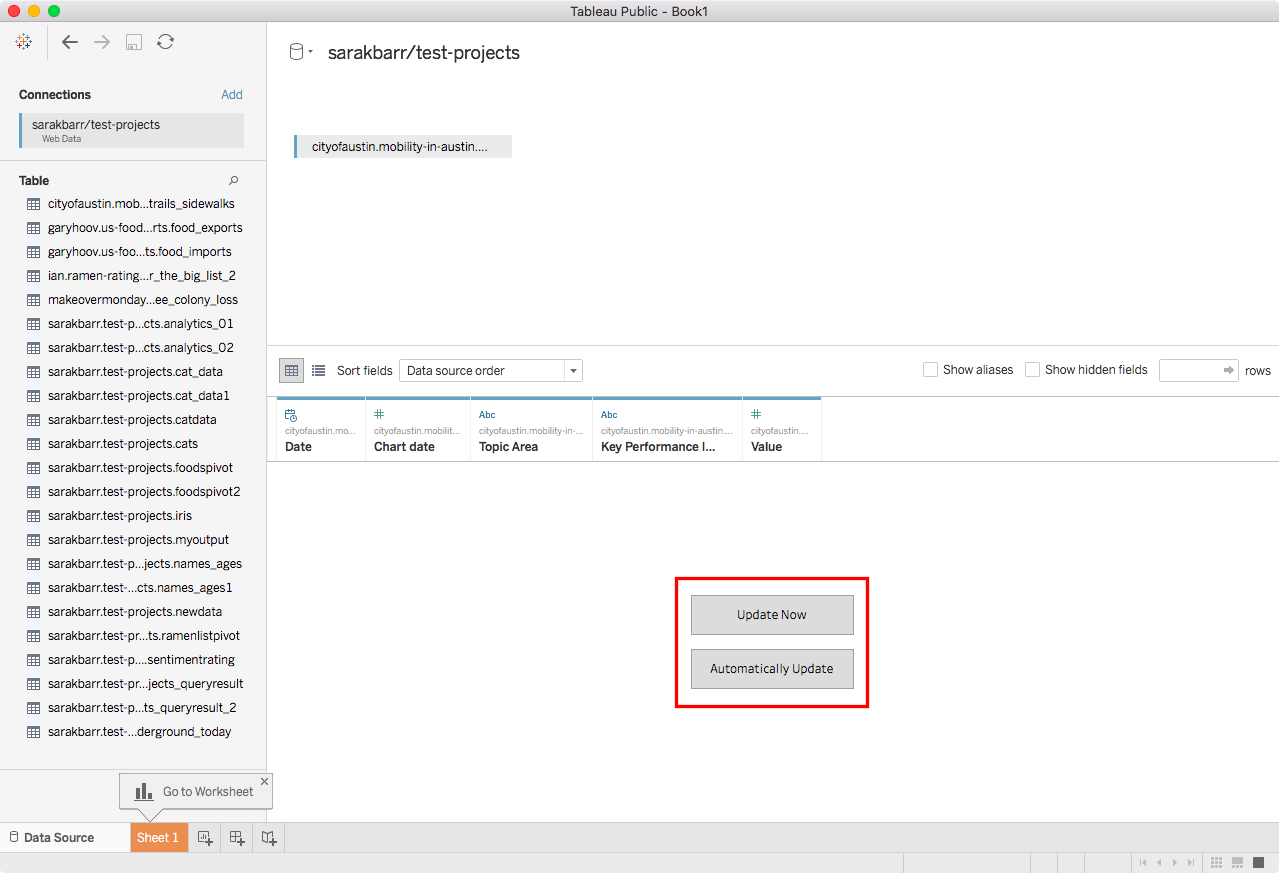 Tableau Public - Book1
sarakbarr/test-projects
Connections
Add
sarakbarr/test-projects
Web Data
cityofaustin.mobility-in-austin....
Table
cityofaustin.mob...trails_sidewalks
garyhoov.us-food...rts.food_exports
garyhoov.us-foo...ts.food_imports
ian.ramen-rating...r_the_big_list_2
makeovermonday...ee_colony_loss
sarakbarr.test-p...cts.analytics_01
sarakbarr.test-p...cts.analytics_02
sarakbarr.test-projects.cat_data
sarakbarr.test-projects.cat_data1
sarakbarr.test-projects.catdata
sarakbarr.test-projects.cats
sarakbarr.test-projects.foodspivot
sarakbarr.test-projects.foodspivot2
sarakbarr.test-projects.iris
sarakbarr.test-projects.myoutput
sarakbarr.test-p...jects.names_ages
sarakbarr.test-...cts.names_ages1
sarakbarr.test-projects.newdata
sarakbarr.test-pr...ts.ramenlistpivot
sarakbarr.test-p....sentimentrating
sarakbarr.test-pr...jects_queryresult
sarakbarr.test-p...ts_queryresult_2
sarakbarr.test-...derground_today
Sort fields Data source order Show aliases Show hidden fields rows
Abc Abc
cityofaustin.mo... cityofaustin.mobilit... cityofaustin.mobility-in-... cityofaustin.mobility-in-austin.... cityofaustin....
Date Chart date Topic Area Key Performance I... Value
Update Now
Automatically Update
Go to Worksheet
Data Source Sheet 1